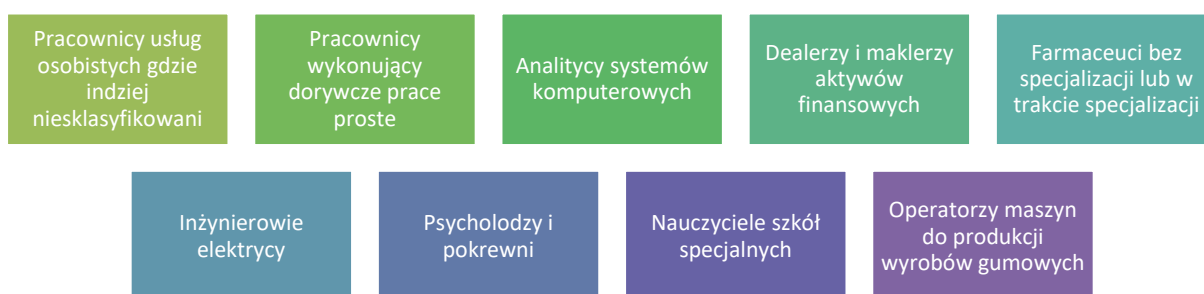 Pracownicy usług
osobistych gdzie
indziej
niesklasyfikowani
Pracownicy
wykonujący
dorywcze prace
proste
Analitycy systemów
komputerowych
Dealerzy i maklerzy
aktywów
finansowych
Farmaceuci bez
specjalizacji lub w
trakcie specjalizacji
Inżynierowie
elektrycy
Psycholodzy i
pokrewni
Nauczyciele szkół
specjalnych
Operatorzy maszyn
do produkcji
wyrobów gumowych